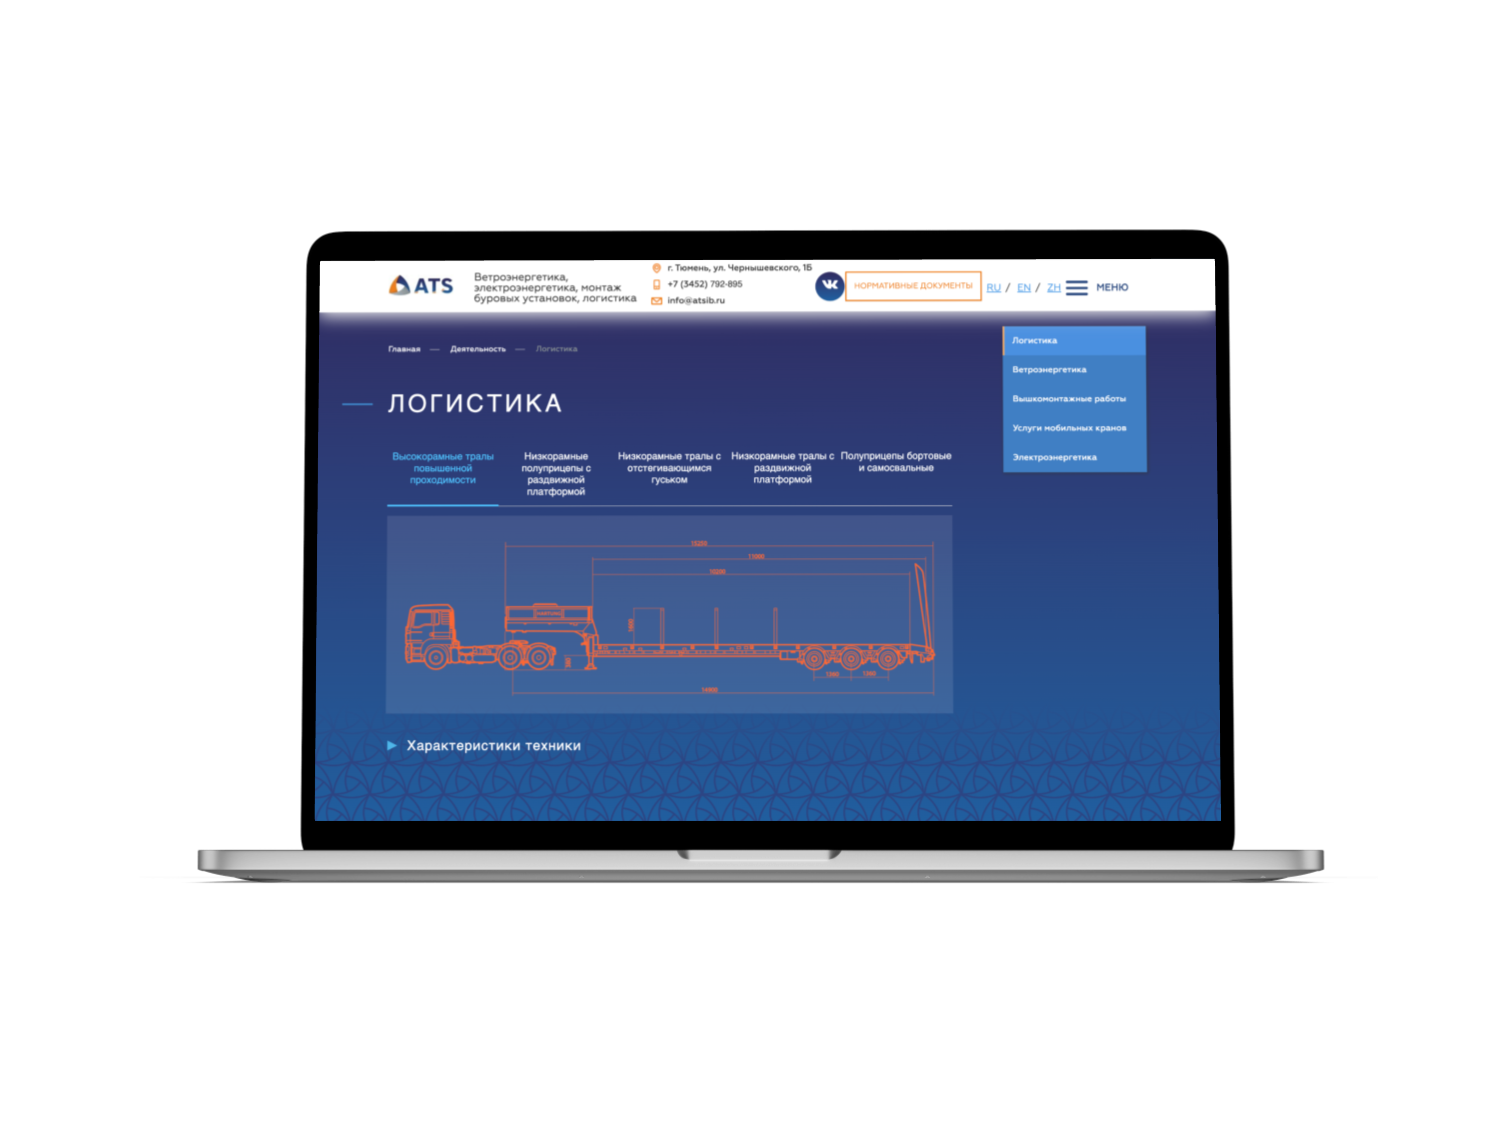 ATS
Ветроэнергетика,
электроэнергетика, монтаж
буровых установок, логистика
г. Тюмень, ул. Чернышевского, 1Б
+7 (3452) 792-895
info@atsib.ru
НОРМАТИВНЫЕ ДОКУМЕНТЫ
RU / EN / ZH
МЕНЮ
Главная — Деятельность — Логистика
Логистика
Ветроэнергетика
Вышкомонтажные работы
Услуги мобильных кранов
Электроэнергетика
ЛОГИСТИКА
Высокорамные тралы
повышенной
проходимости
Низкорамные
полуприцепы с
раздвижной
платформой
Низкорамные тралы с
отстегивающимся
гуськом
Низкорамные тралы с
раздвижной
платформой
Полуприцепы бортовые
и самосвальные
Характеристики техники